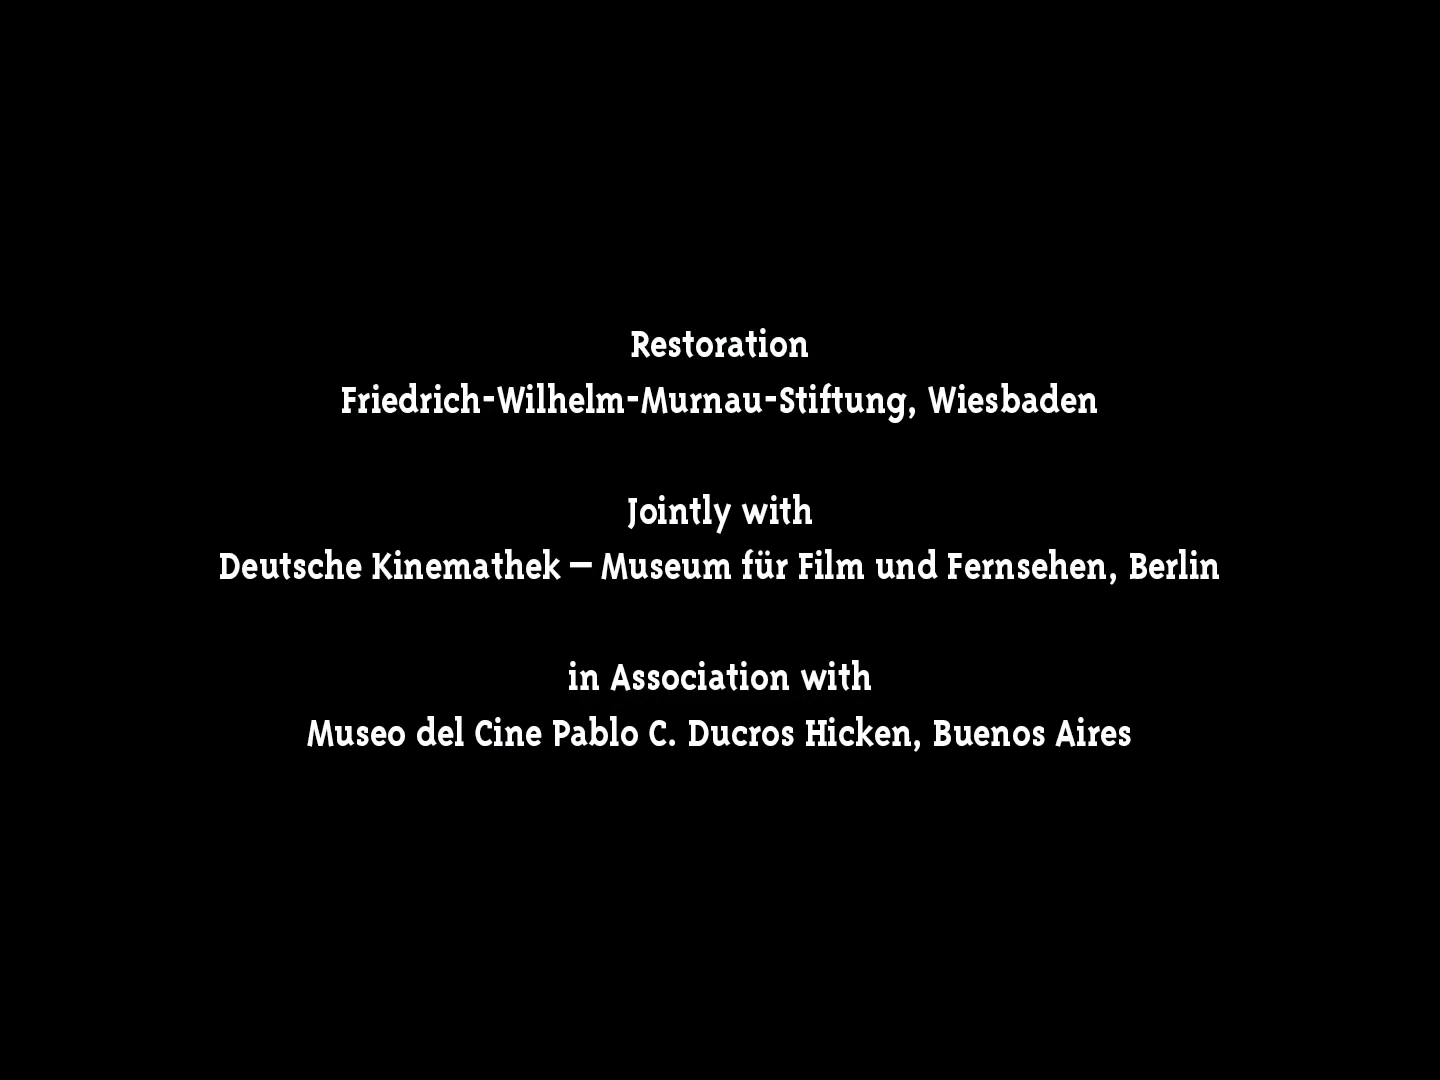 Restoration
Friedrich-Wilhelm-Murnau-Stiftung, Wiesbaden
Jointly with
Deutsche Kinemathek – Museum für Film und Fernsehen, Berlin
in Association with
Museo del Cine Pablo C. Ducros Hicken, Buenos Aires